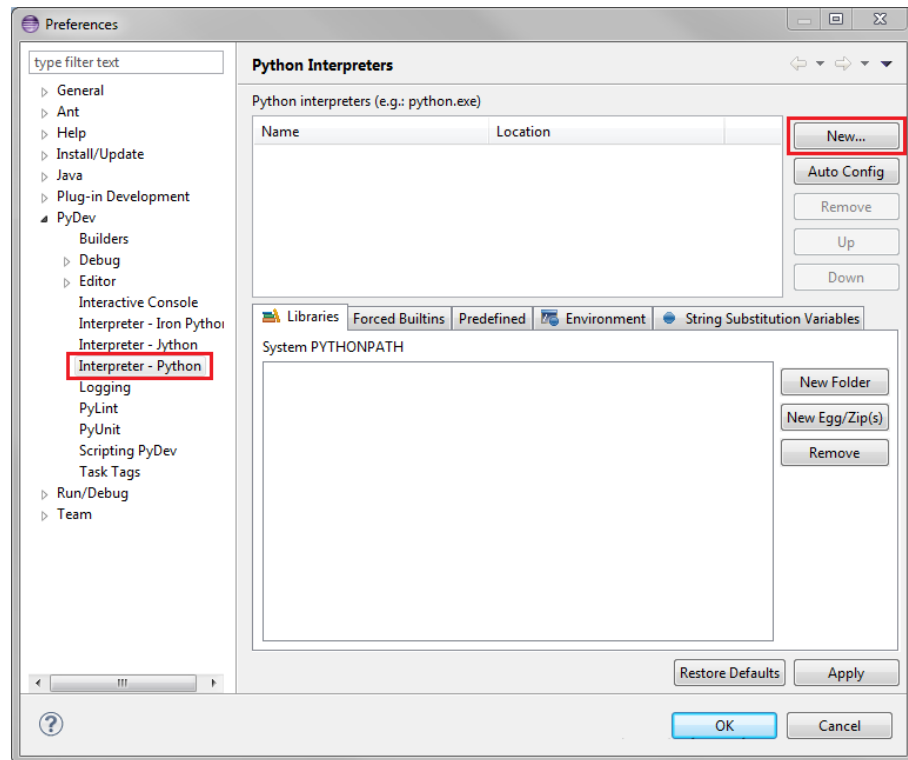 Preferences
type filter text
General
Ant
Help
Install/Update
Java
Plug-in Development
PyDev
Builders
Debug
Editor
Interactive Console
Interpreter - Iron Python
Interpreter - Jython
Interpreter - Python
Logging
PyLint
PyUnit
Scripting PyDev
Task Tags
Run/Debug
Team
Python Interpreters
Python interpreters (e.g.: python.exe)
Name Location
New...
Auto Config
Remove
Up
Down
Libraries Forced Builtins Predefined Environment String Substitution Variables
System PYTHONPATH
New Folder
New Egg/Zip(s)
Remove
Restore Defaults Apply
OK Cancel